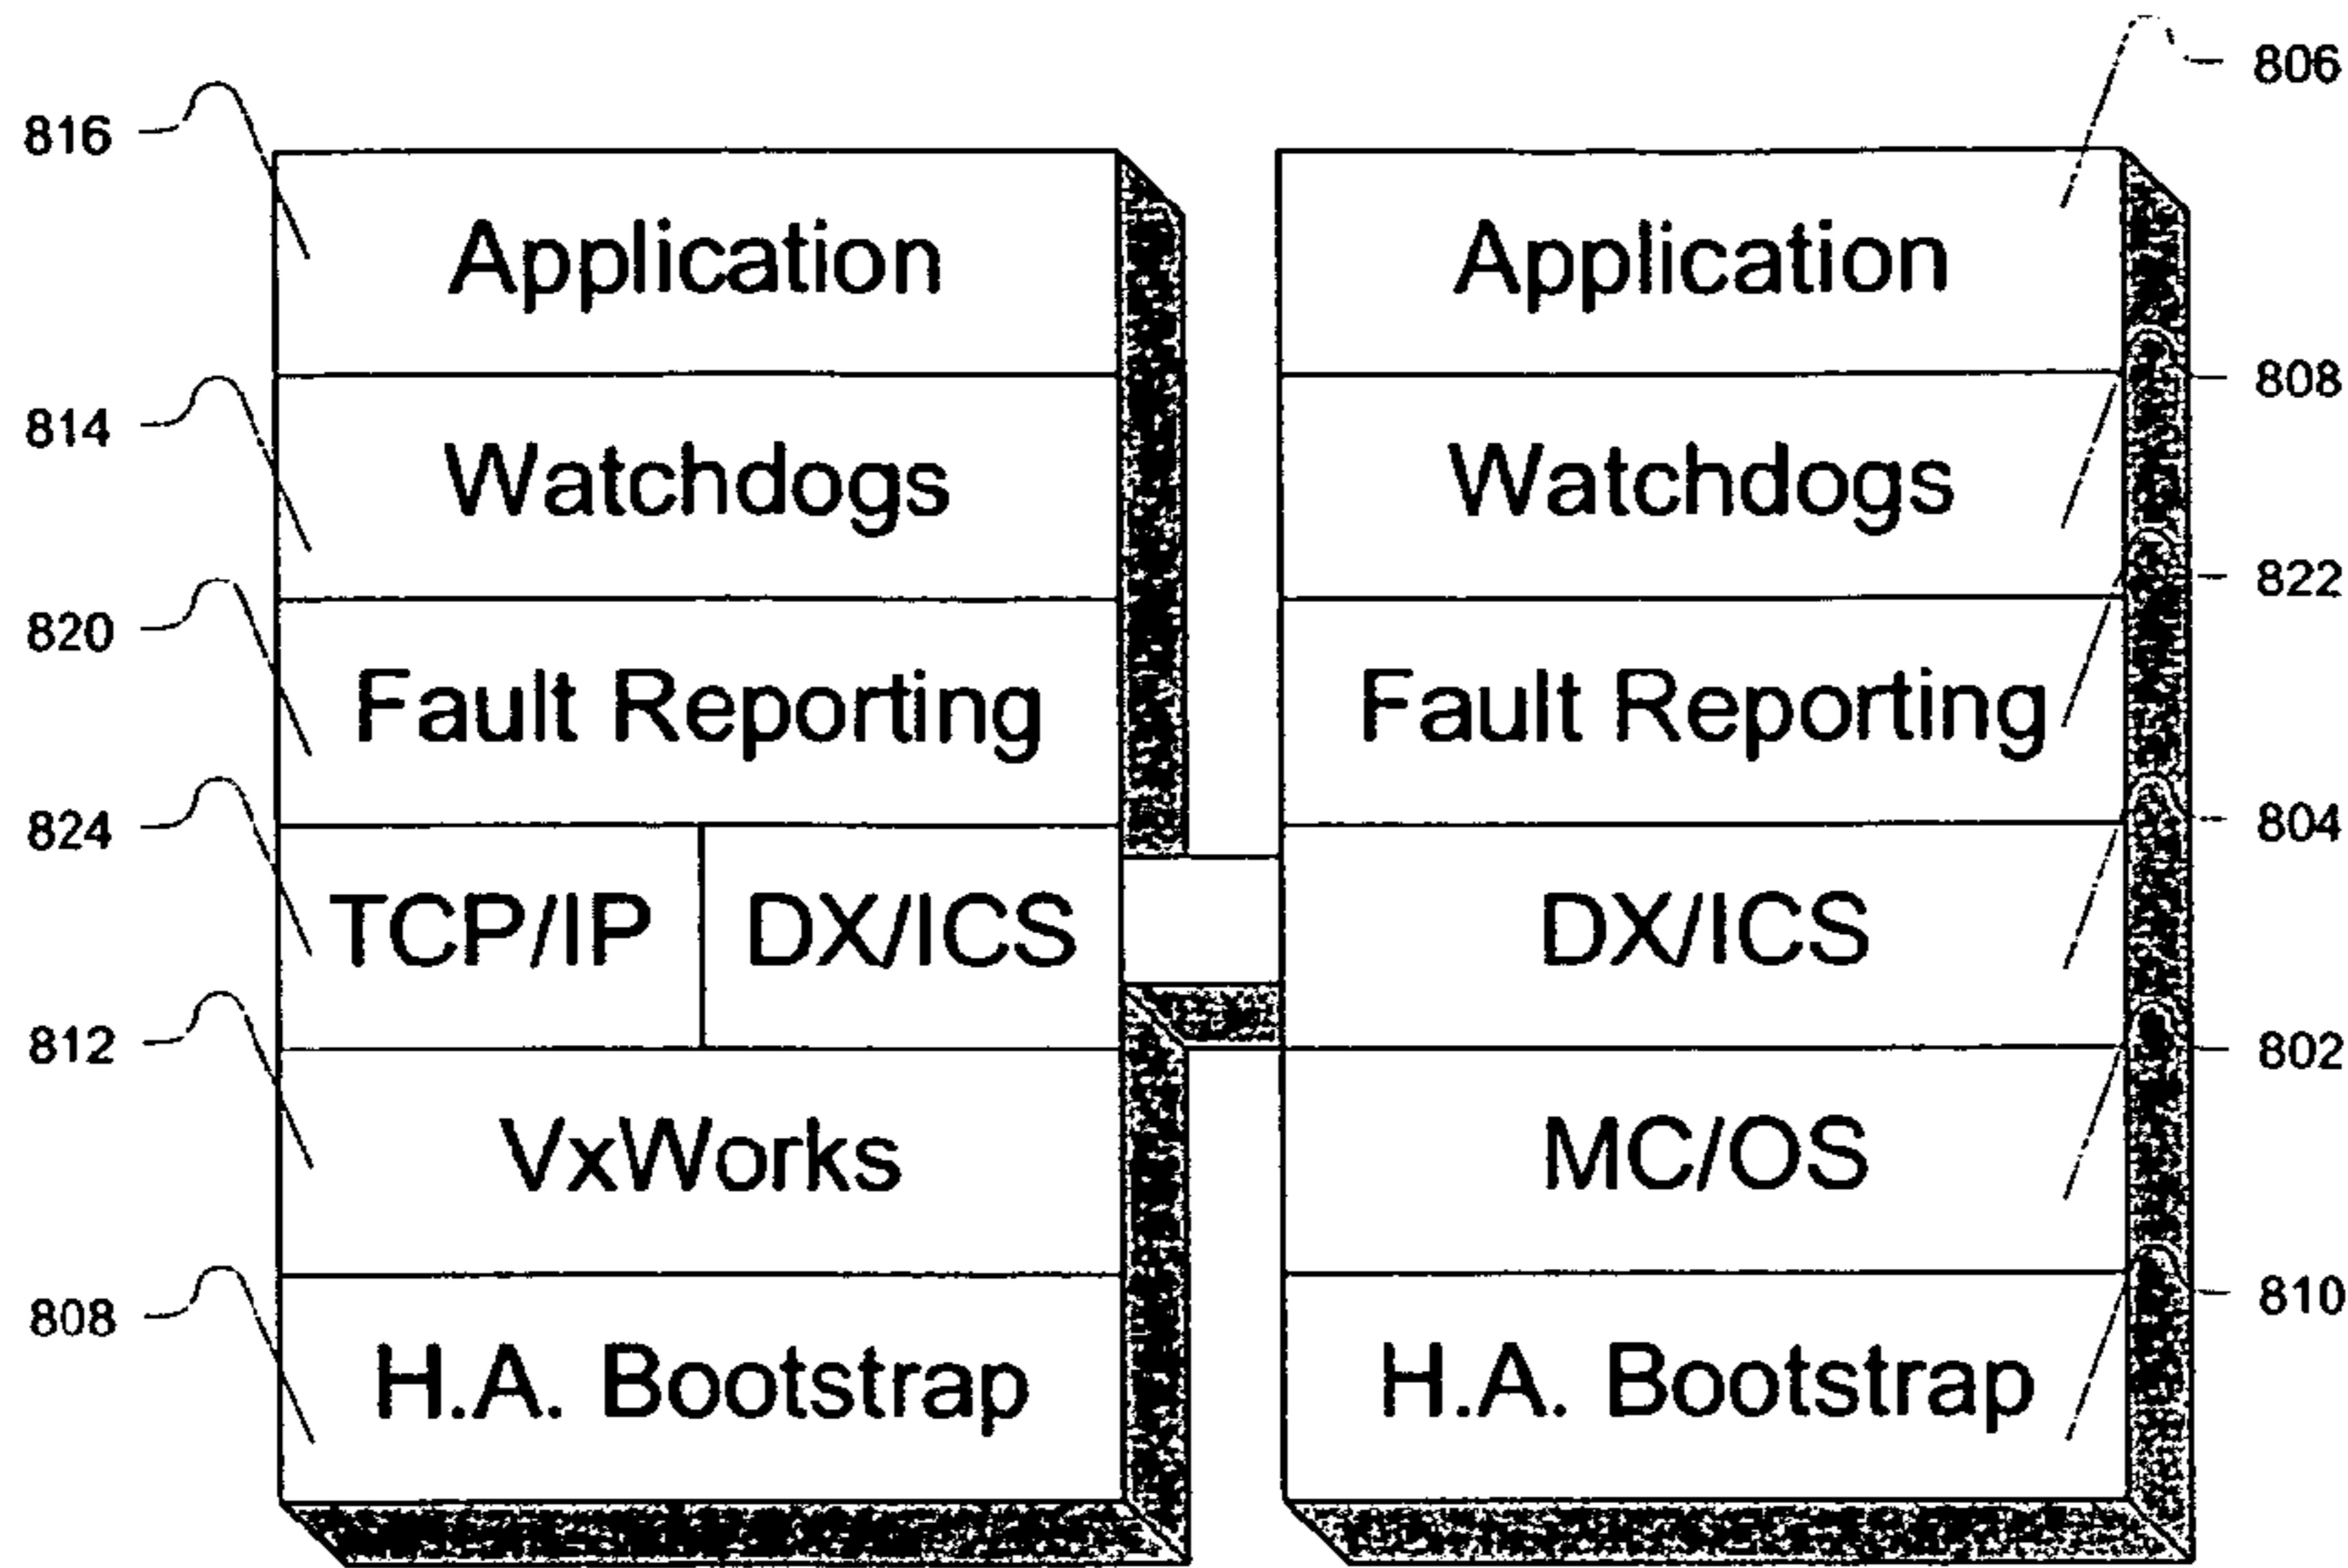 806
816
Application
Application
808
814
Watchdogs
Watchdogs
822
820
Fault Reporting
Fault Reporting
824
804
TCP/IP
DX/ICS
DX/ICS
812
802
VxWorks
MC/OS
808
810
H.A. Bootstrap
H.A. Bootstrap